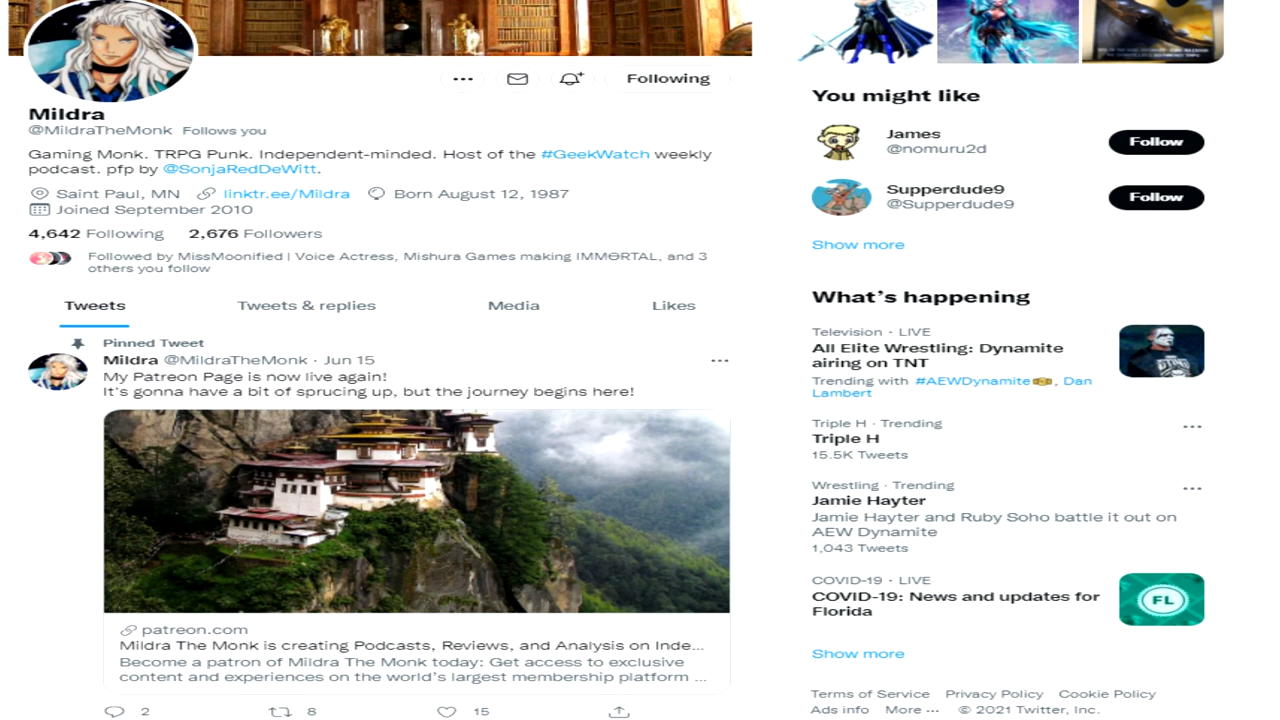 Following
Mildra
@MildraTheMonk Follows you
Gaming Monk. TRPG Punk. Independent-minded. Host of the #GeekWatch weekly
podcast. pfp by @SonjaRedDeWitt.
Saint Paul, MN linktr.ee/Mildra Born August 12, 1987
Joined September 2010
4,642 Following 2,676 Followers
Followed by MissMoonified | Voice Actress, Mishura Games making IMMΘRTAL, and 3
others you follow
Tweets Tweets & replies Media Likes
Pinned Tweet
Mildra @MildraTheMonk · Jun 15
My Patreon Page is now live again!
It's gonna have a bit of sprucing up, but the journey begins here!
patreon.com
Mildra The Monk is creating Podcasts, Reviews, and Analysis on Inde...
Become a patron of Mildra The Monk today: Get access to exclusive
content and experiences on the world's largest membership platform ...
2 8 15
You might like
James
@nomuru2d
Follow
Supperdude9
@Supperdude9
Follow
Show more
What's happening
Television · LIVE
All Elite Wrestling: Dynamite
airing on TNT
Trending with #AEWDynamite, Dan
Lambert
Triple H · Trending
Triple H
15.5K Tweets
Wrestling · Trending
Jamie Hayter
Jamie Hayter and Ruby Soho battle it out on
AEW Dynamite
1,043 Tweets
COVID-19 · LIVE
COVID-19: News and updates for
Florida
FL
Show more
Terms of Service Privacy Policy Cookie Policy
Ads info More ··· © 2021 Twitter, Inc.